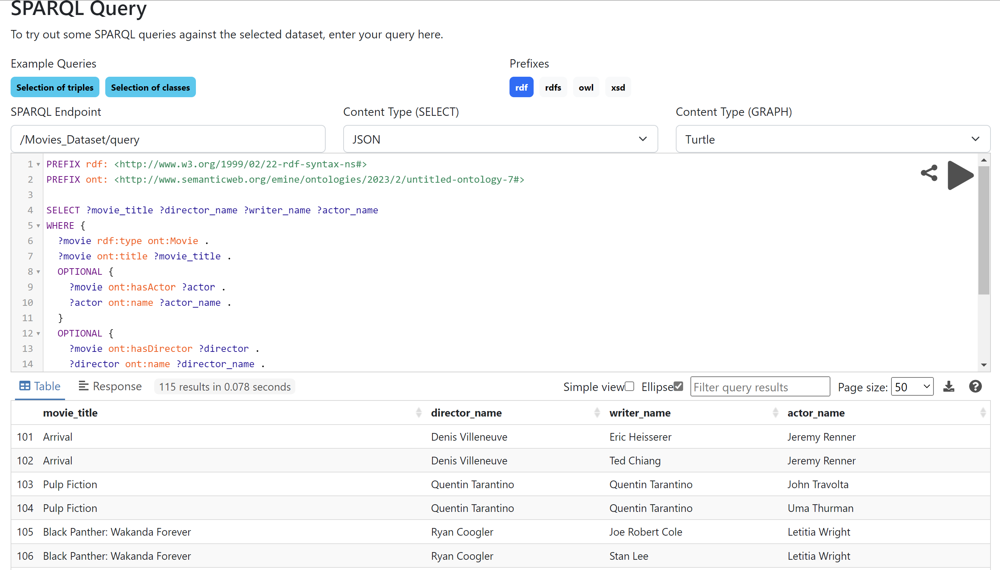 SPARQL Query
To try out some SPARQL queries against the selected dataset, enter your query here.
Example Queries
Prefixes
Selection of triples Selection of classes
rdf rdfs owl xsd
SPARQL Endpoint
Content Type (SELECT)
Content Type (GRAPH)
/Movies_Dataset/query
JSON
Turtle
1 PREFIX rdf: <http://www.w3.org/1999/02/22-rdf-syntax-ns#>
2 PREFIX ont: <http://www.semanticweb.org/emine/ontologies/2023/2/untitled-ontology-7#>
3
4 SELECT ?movie_title ?director_name ?writer_name ?actor_name
5 WHERE {
6 ?movie rdf:type ont:Movie .
7 ?movie ont:title ?movie_title .
8 OPTIONAL {
9 ?movie ont:hasActor ?actor .
10 ?actor ont:name ?actor_name .
11 }
12 OPTIONAL {
13 ?movie ont:hasDirector ?director .
14 ?director ont:name ?director_name .
Table Response 115 results in 0.078 seconds Simple view Ellipse Filter query results Page size: 50
movie_title director_name writer_name actor_name
101 Arrival Denis Villeneuve Eric Heisserer Jeremy Renner
102 Arrival Denis Villeneuve Ted Chiang Jeremy Renner
103 Pulp Fiction Quentin Tarantino Quentin Tarantino John Travolta
104 Pulp Fiction Quentin Tarantino Quentin Tarantino Uma Thurman
105 Black Panther: Wakanda Forever Ryan Coogler Joe Robert Cole Letitia Wright
106 Black Panther: Wakanda Forever Ryan Coogler Stan Lee Letitia Wright